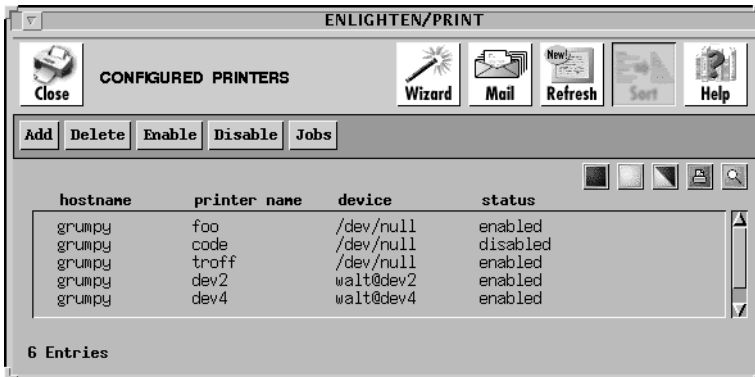 ENLIGHTEN/PRINT
Close
CONFIGURED PRINTERS
Wizard
Mail
New!
Refresh
Sort
Help
Add Delete Enable Disable Jobs
hostname printer name device status
grumpy foo /dev/null enabled
grumpy code /dev/null disabled
grumpy troff /dev/null enabled
grumpy dev2 walt@dev2 enabled
grumpy dev4 walt@dev4 enabled
6 Entries